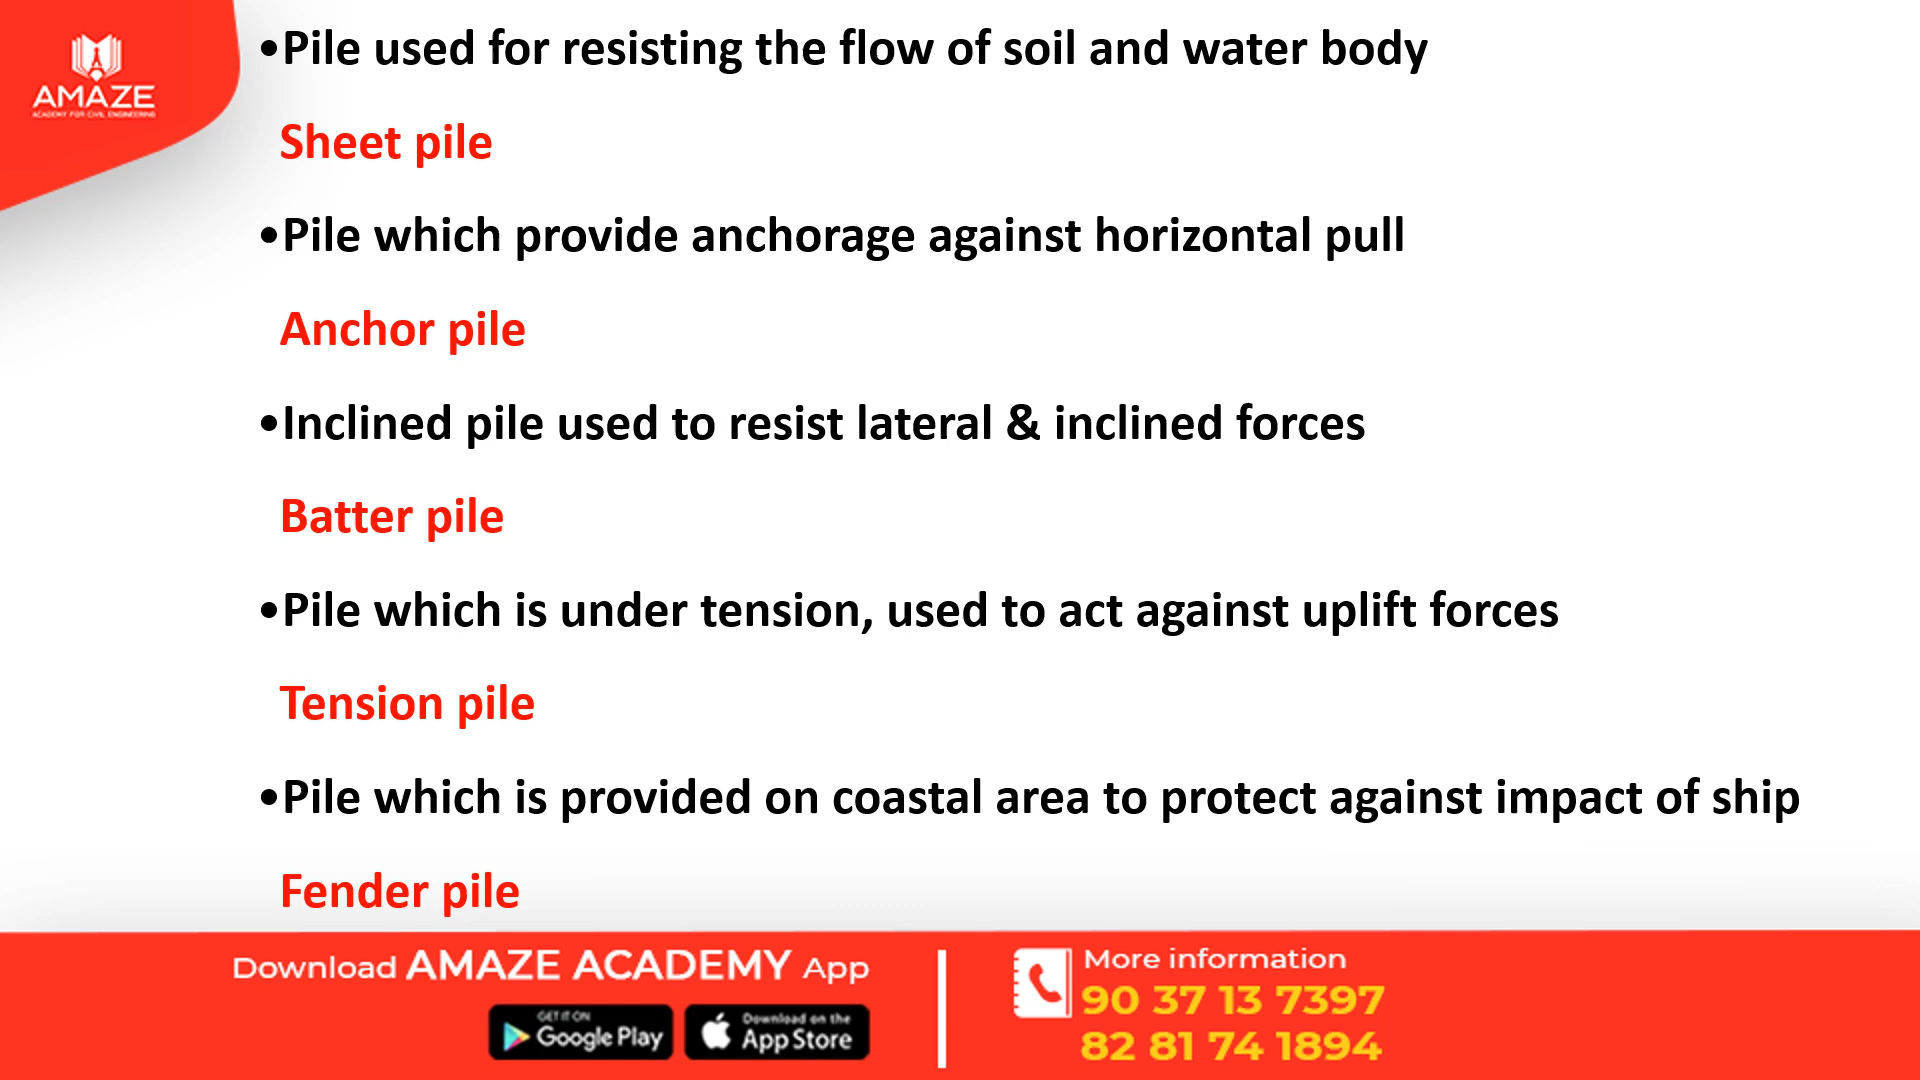 AMAZE
ACADEMY FOR CIVIL ENGINEERING
•Pile used for resisting the flow of soil and water body
Sheet pile
•Pile which provide anchorage against horizontal pull
Anchor pile
•Inclined pile used to resist lateral & inclined forces
Batter pile
•Pile which is under tension, used to act against uplift forces
Tension pile
•Pile which is provided on coastal area to protect against impact of ship
Fender pile
Download AMAZE ACADEMY App
GET IT ON
Google Play
Download on the
App Store
More information
90 37 13 7397
82 81 74 1894